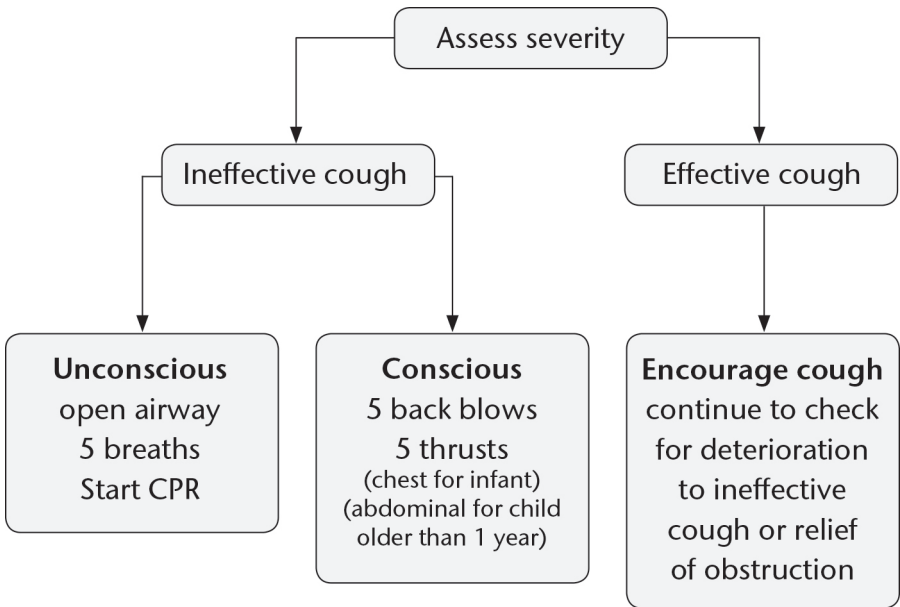 Assess severity
Ineffective cough
Effective cough
Unconscious
open airway
5 breaths
Start CPR
Conscious
5 back blows
5 thrusts
(chest for infant)
(abdominal for child
older than 1 year)
Encourage cough
continue to check
for deterioration
to ineffective
cough or relief
of obstruction